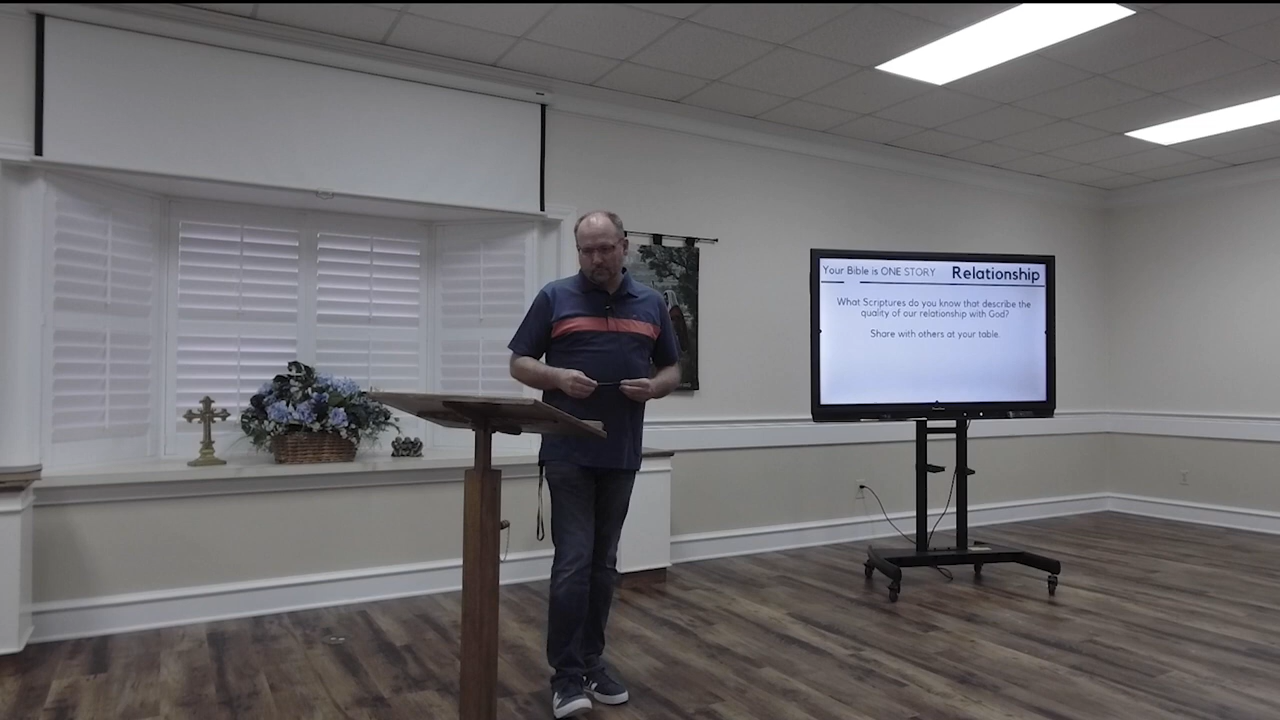 Your Bible is ONE STORY
Relationship
What Scriptures do you know that describe the
quality of our relationship with God?
Share with others at your table.